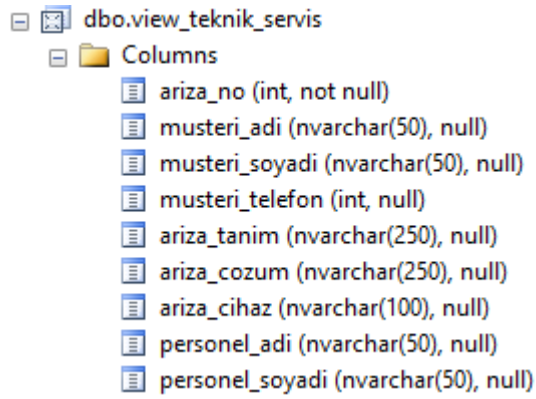 dbo.view_teknik_servis
Columns
ariza_no (int, not null)
musteri_adi (nvarchar(50), null)
musteri_soyadi (nvarchar(50), null)
musteri_telefon (int, null)
ariza_tanim (nvarchar(250), null)
ariza_cozum (nvarchar(250), null)
ariza_cihaz (nvarchar(100), null)
personel_adi (nvarchar(50), null)
personel_soyadi (nvarchar(50), null)